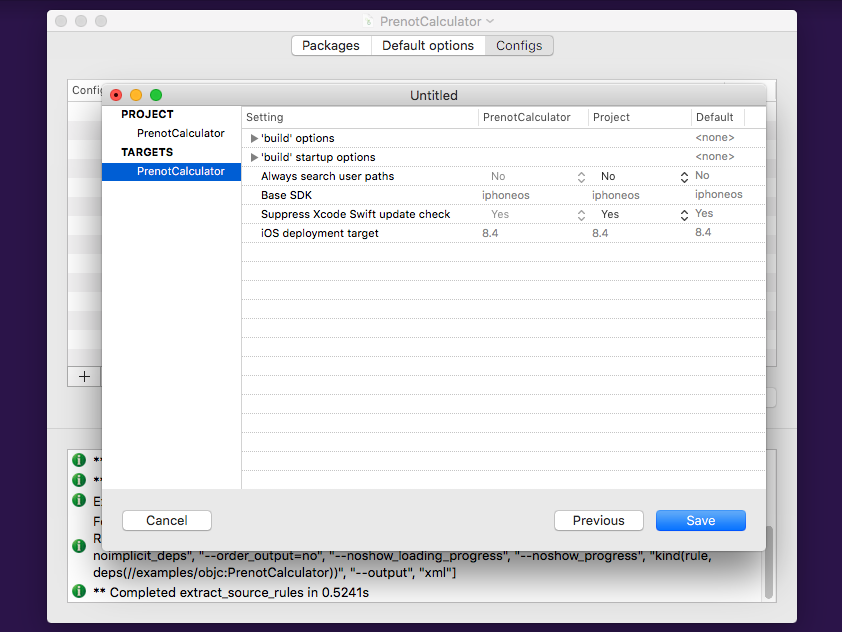 PrenotCalculator
Packages Default options Configs
Untitled
PROJECT
PrenotCalculator
TARGETS
PrenotCalculator
Setting PrenotCalculator Project Default
'build' options <none>
'build' startup options <none>
Always search user paths No No No
Base SDK iphoneos iphoneos iphoneos
Suppress Xcode Swift update check Yes Yes Yes
iOS deployment target 8.4 8.4 8.4
+
Cancel Previous Save
**
**
noimplicit_deps", "--order_output=no", "--noshow_loading_progress", "--noshow_progress", "kind(rule,
deps(//examples/objc:PrenotCalculator))", "--output", "xml"]
** Completed extract_source_rules in 0.5241s